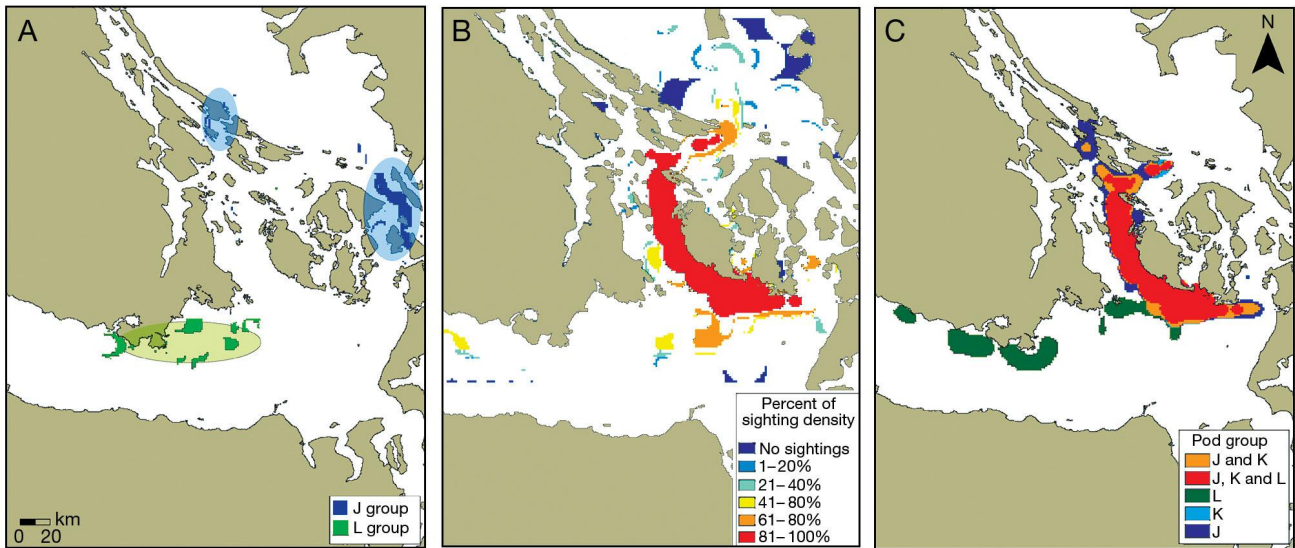 A
km
0 20
J group
L group
B
Percent of
sighting density
No sightings
1–20%
21–40%
41–80%
61–80%
81–100%
C
N
Pod group
J and K
J, K and L
L
K
J